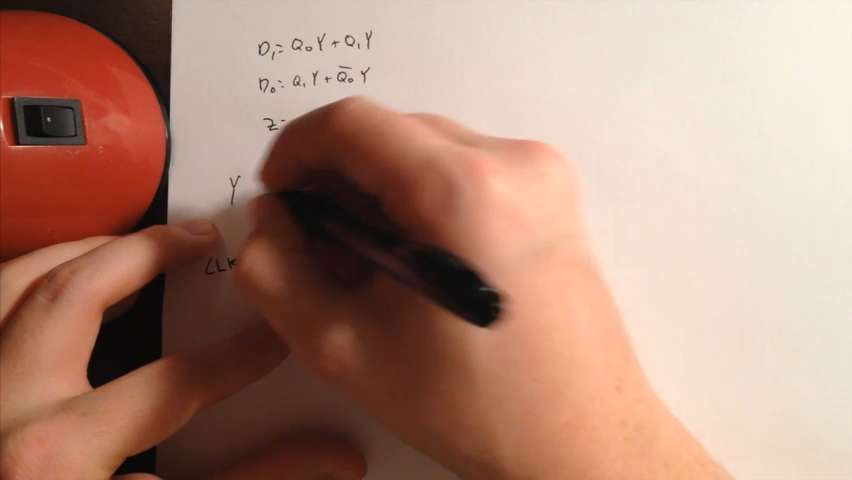 D₁= Q₀Y + Q₁Y
D₀= Q₁Y + Q̅₀Y
Z=
Y
CLK